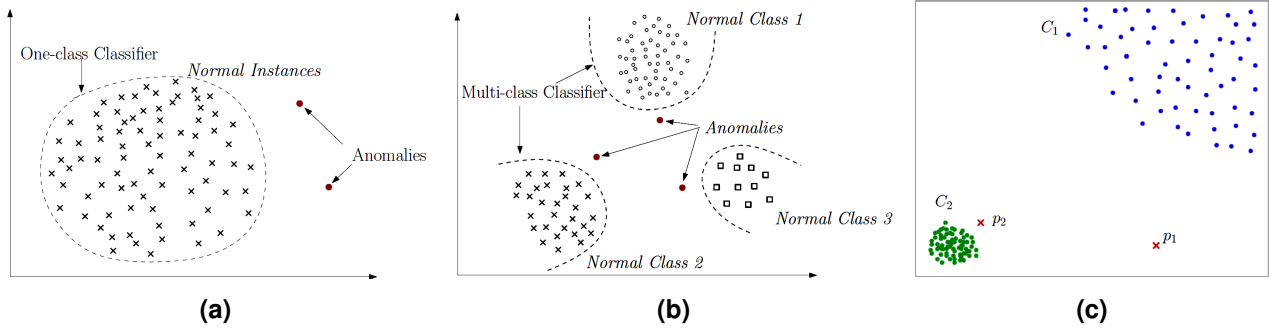 One-class Classifier
Normal Instances
Anomalies
(a)
Normal Class 1
Multi-class Classifier
Anomalies
Normal Class 3
Normal Class 2
(b)
C1
C2
p2
p1
(c)